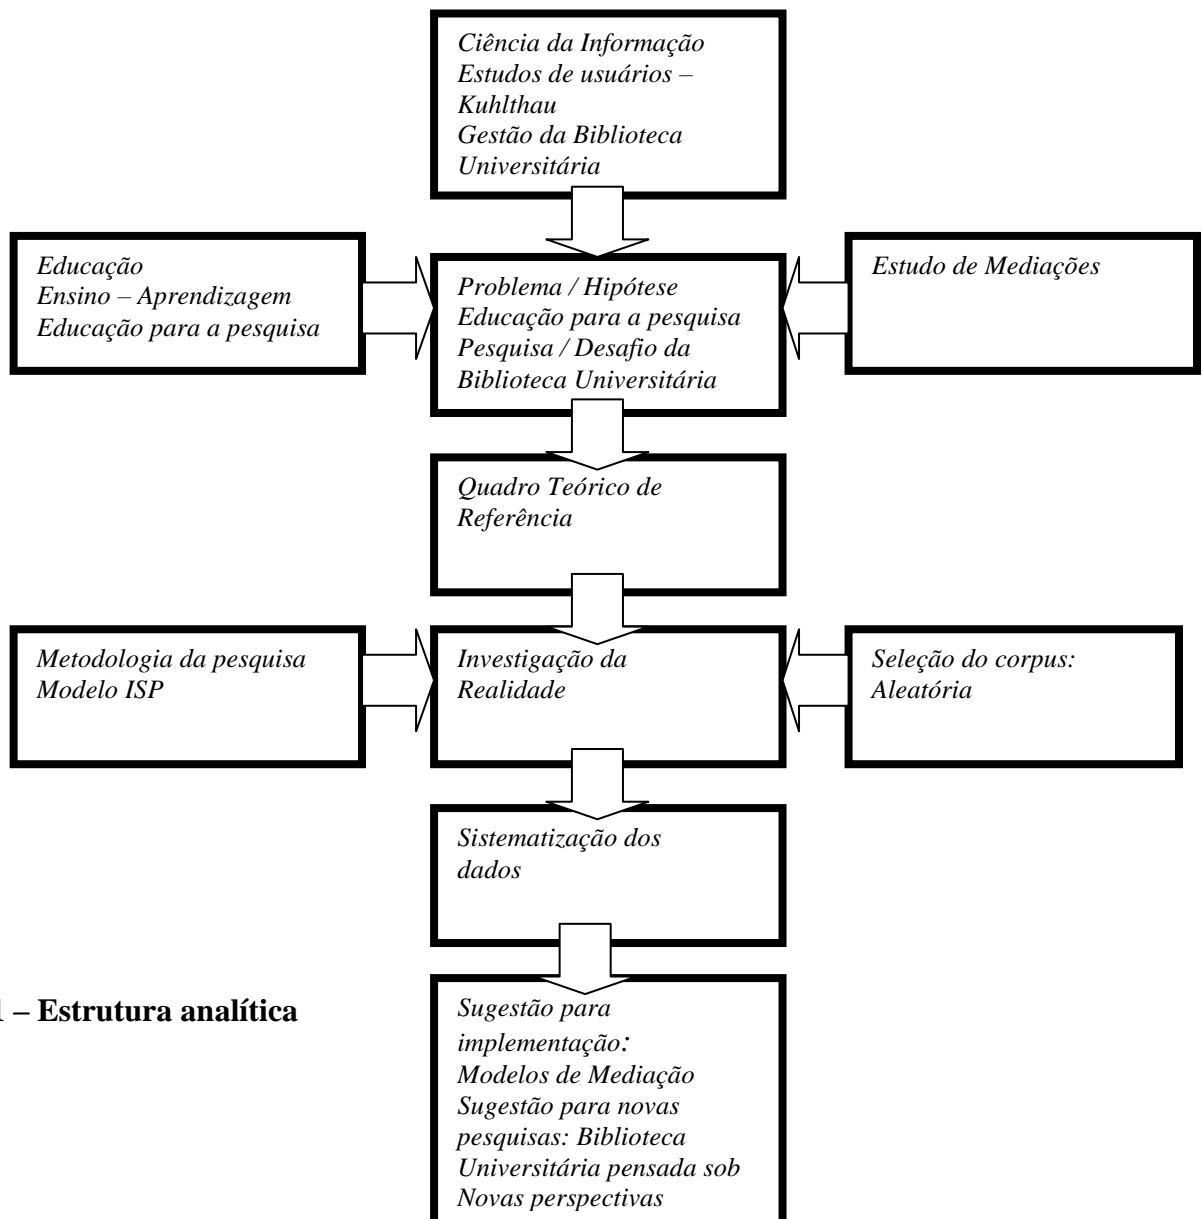 Ciência da Informação
Estudos de usuários –
Kuhlthau
Gestão da Biblioteca
Universitária
Educação
Ensino – Aprendizagem
Educação para a pesquisa
Problema / Hipótese
Educação para a pesquisa
Pesquisa / Desafio da
Biblioteca Universitária
Estudo de Mediações
Quadro Teórico de
Referência
Metodologia da pesquisa
Modelo ISP
Investigação da
Realidade
Seleção do corpus:
Aleatória
Sistematização dos
dados
– Estrutura analítica
Sugestão para
implementação:
Modelos de Mediação
Sugestão para novas
pesquisas: Biblioteca
Universitária pensada sob
Novas perspectivas